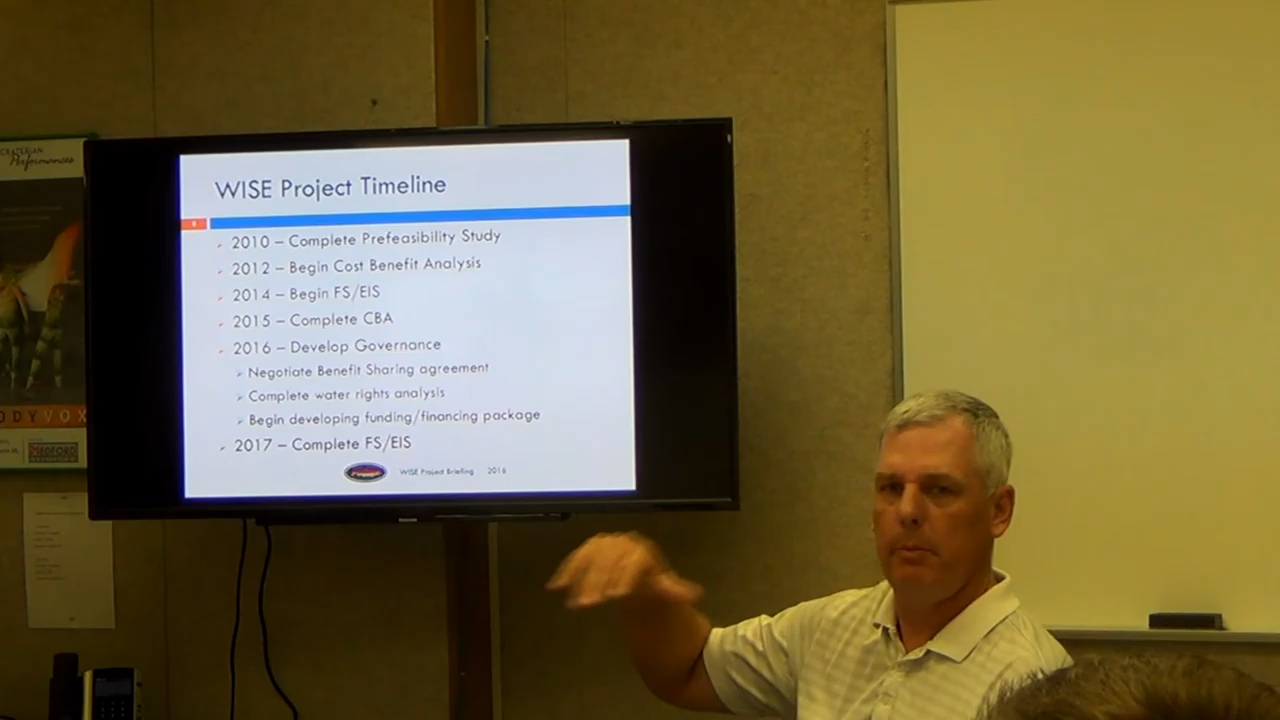 CRATERIAN
Performances
WISE Project Timeline
2010 – Complete Prefeasibility Study
2012 – Begin Cost Benefit Analysis
2014 – Begin FS/EIS
2015 – Complete CBA
2016 – Develop Governance
Negotiate Benefit Sharing agreement
Complete water rights analysis
Begin developing funding/financing package
2017 – Complete FS/EIS
WISE Project Briefing 2016
ODYVOX
MEDFORD